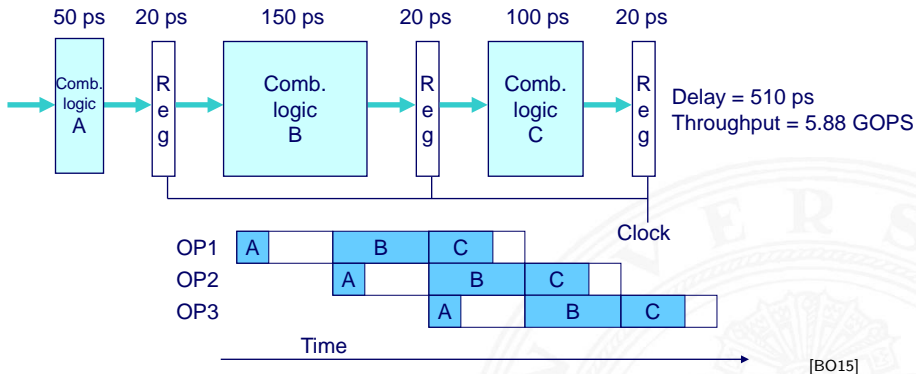 50 ps 20 ps 150 ps 20 ps 100 ps 20 ps
Comb.
logic
A
R
e
g
Comb.
logic
B
R
e
g
Comb.
logic
C
R
e
g
Delay = 510 ps
Throughput = 5.88 GOPS
Clock
OP1 A B C
OP2 A B C
OP3 A B C
Time
[BO15]
V E R S